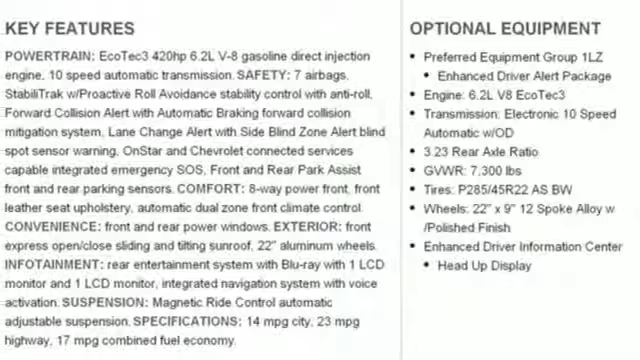 KEY FEATURES
POWERTRAIN: EcoTec3 420hp 6.2L V-8 gasoline direct injection
engine, 10 speed automatic transmission. SAFETY: 7 airbags,
StabiliTrak w/Proactive Roll Avoidance stability control with anti-roll,
Forward Collision Alert with Automatic Braking forward collision
mitigation system, Lane Change Alert with Side Blind Zone Alert blind
spot sensor warning, OnStar and Chevrolet connected services
capable integrated emergency SOS, Front and Rear Park Assist
front and rear parking sensors. COMFORT: 8-way power front, front
leather seat upholstery, automatic dual zone front climate control.
CONVENIENCE: front and rear power windows. EXTERIOR: front
express open/close sliding and tilting sunroof, 22" aluminum wheels.
INFOTAINMENT: rear entertainment system with Blu-ray with 1 LCD
monitor and 1 LCD monitor, integrated navigation system with voice
activation. SUSPENSION: Magnetic Ride Control automatic
adjustable suspension. SPECIFICATIONS: 14 mpg city, 23 mpg
highway, 17 mpg combined fuel economy.
OPTIONAL EQUIPMENT
• Preferred Equipment Group 1LZ
• Enhanced Driver Alert Package
• Engine: 6.2L V8 EcoTec3
• Transmission: Electronic 10 Speed
Automatic w/OD
• 3.23 Rear Axle Ratio
• GVWR: 7,300 lbs
• Tires: P285/45R22 AS BW
• Wheels: 22" x 9" 12 Spoke Alloy w
/Polished Finish
• Enhanced Driver Information Center
• Head Up Display